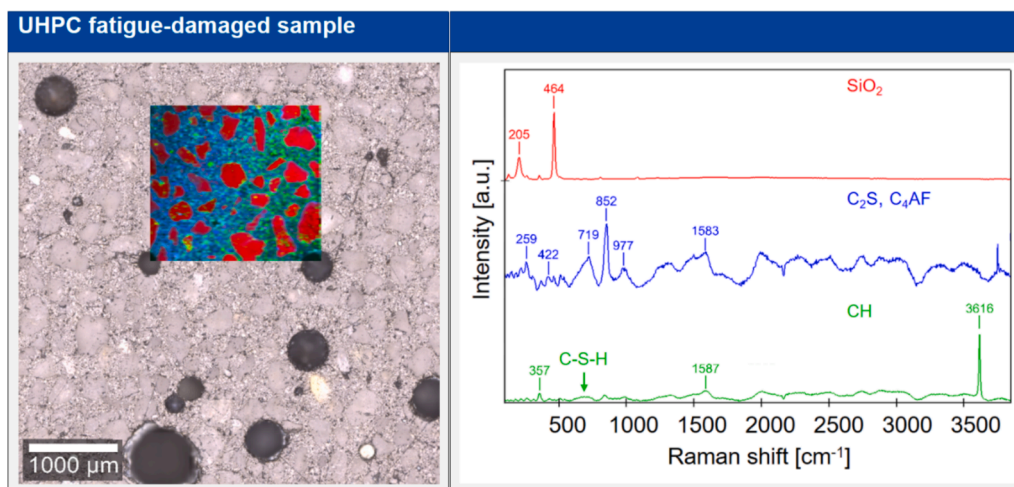 UHPC fatigue-damaged sample
1000 µm
Intensity [a.u.]
SiO₂
464
205
C₂S, C₄AF
852
719
977
1583
259
422
CH
3616
C-S-H
357
1587
500 1000 1500 2000 2500 3000 3500
Raman shift [cm⁻¹]